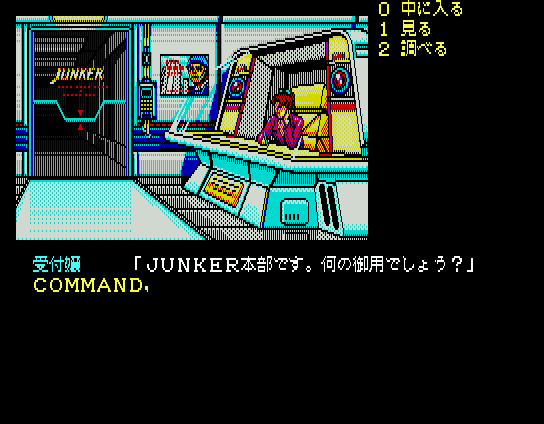 0 中に入る
1 見る
2 調べる
JUNKER
受付嬢 「JUNKER本部です。何の御用でしょう？」
COMMAND,